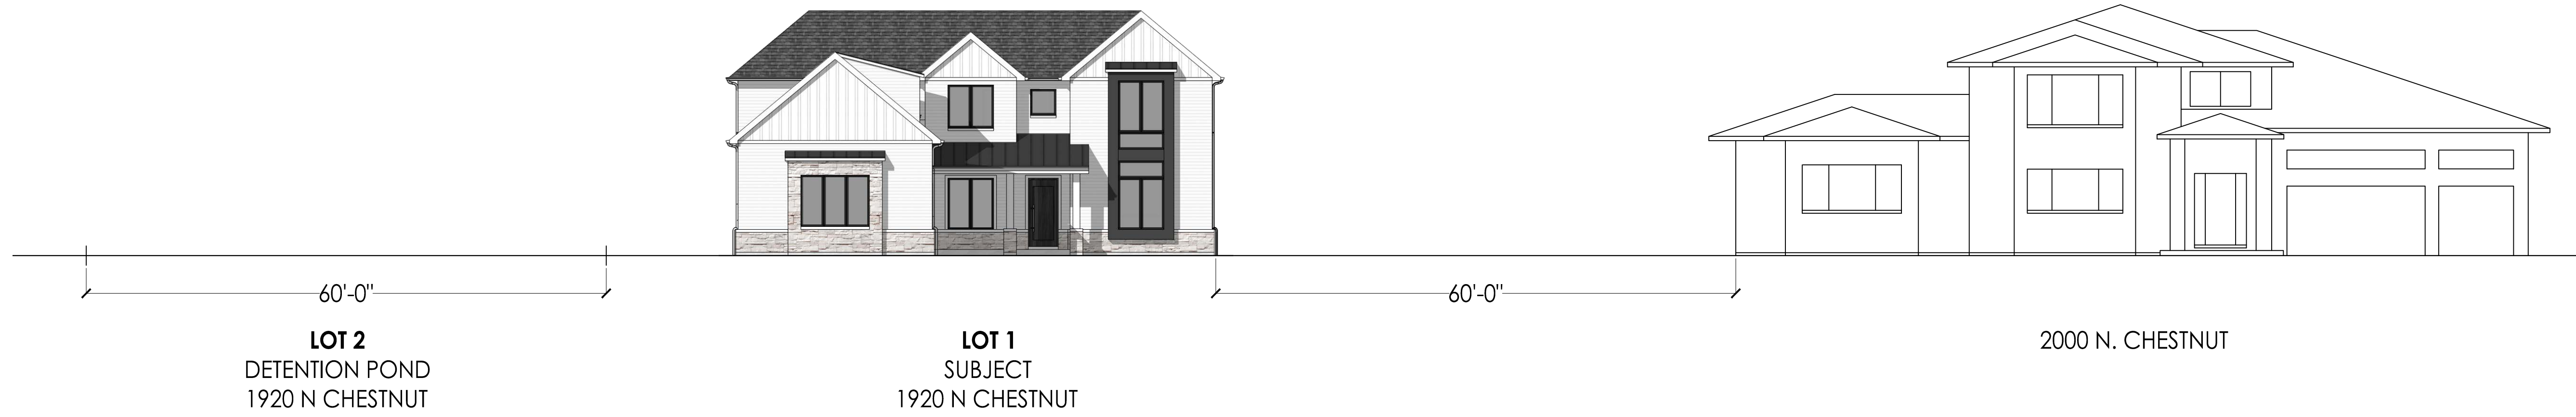 60'-0"
60'-0"
LOT 2
DETENTION POND
1920 N CHESTNUT
LOT 1
SUBJECT
1920 N CHESTNUT
2000 N. CHESTNUT